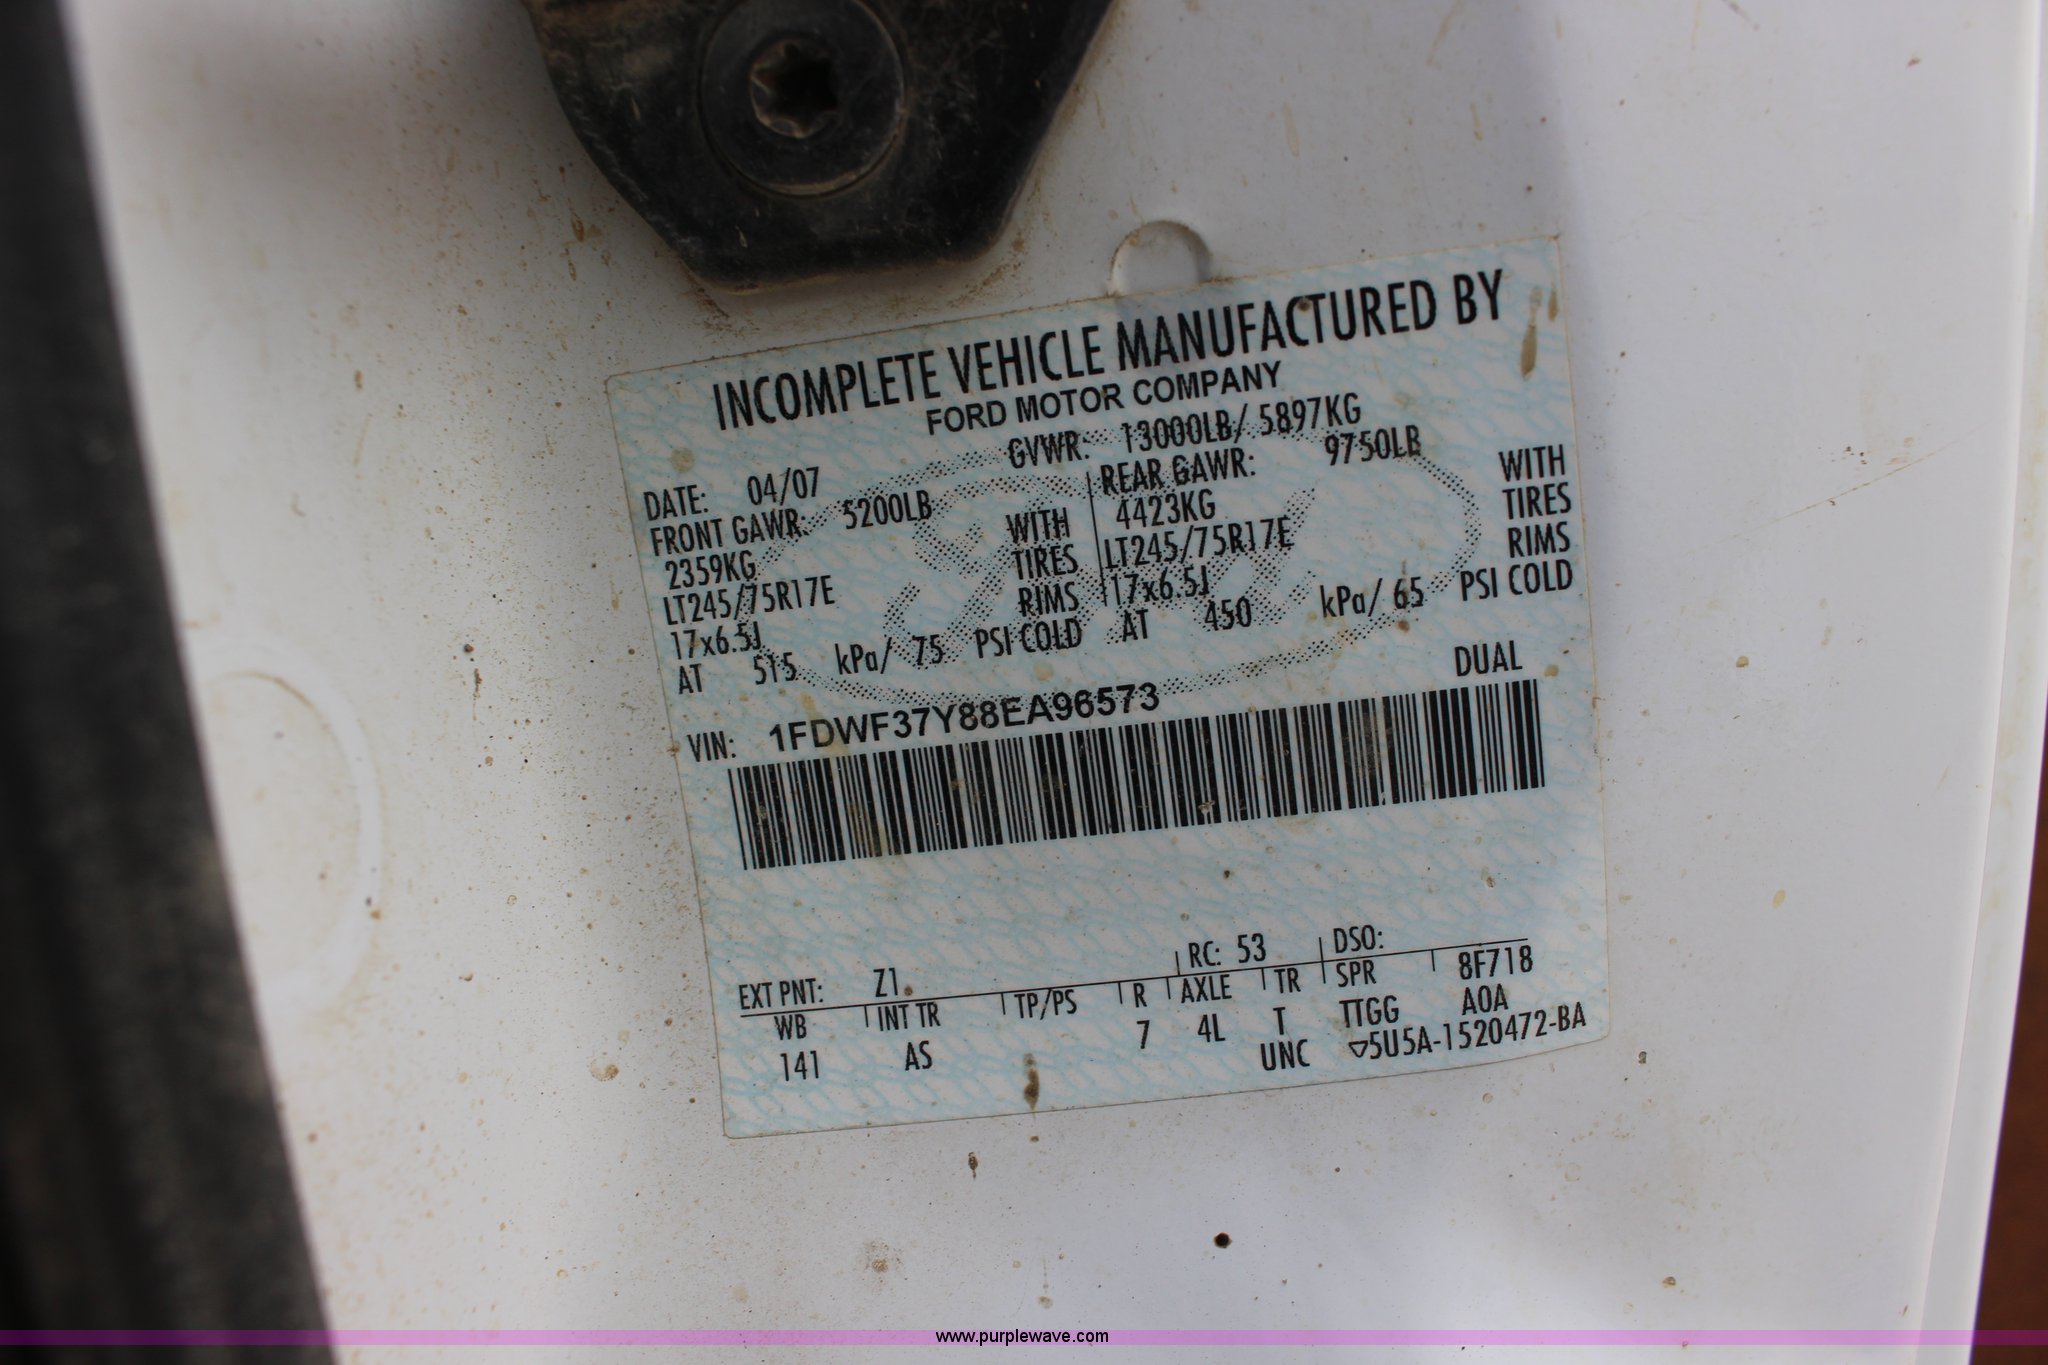 INCOMPLETE VEHICLE MANUFACTURED BY
FORD MOTOR COMPANY
DATE: 04/07 GVWR: 13000LB/ 5897KG
FRONT GAWR: 5200LB REAR GAWR: 9750LB
2359KG WITH 4423KG WITH
LT245/75R17E TIRES LT245/75R17E TIRES
17x6.5J RIMS 17x6.5J RIMS
AT 515 kPa/ 75 PSI COLD AT 450 kPa/ 65 PSI COLD
VIN: 1FDWF37Y88EA96573 DUAL
EXT PNT: Z1 RC: 53 DSO:
WB INT TR TP/PS R AXLE TR SPR 8F718
141 AS 7 4L T TTGG A0A
UNC ▽5U5A-1520472-BA
www.purplewave.com